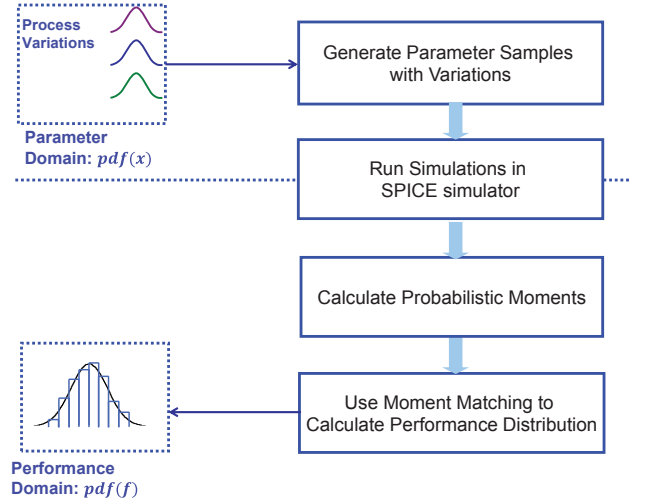 Process
Variations
Generate Parameter Samples
with Variations
Parameter
Domain: pdf(x)
Run Simulations in
SPICE simulator
Calculate Probabilistic Moments
Use Moment Matching to
Calculate Performance Distribution
Performance
Domain: pdf(f)